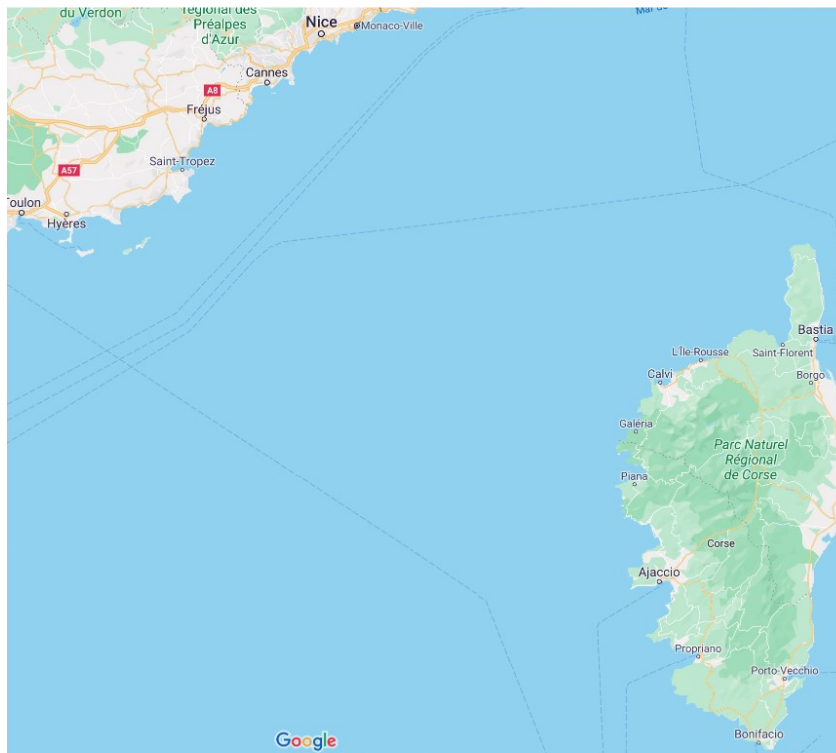 du Verdon
régional des
Préalpes
d'Azur
Nice
Monaco-Ville
Cannes
A8
Fréjus
Saint-Tropez
A57
Toulon
Hyères
Bastia
L'Île-Rousse
Saint-Florent
Calvi
Borgo
Galéria
Parc Naturel
Régional
de Corse
Piana
Corse
Ajaccio
Propriano
Porto-Vecchio
Bonifacio
Google